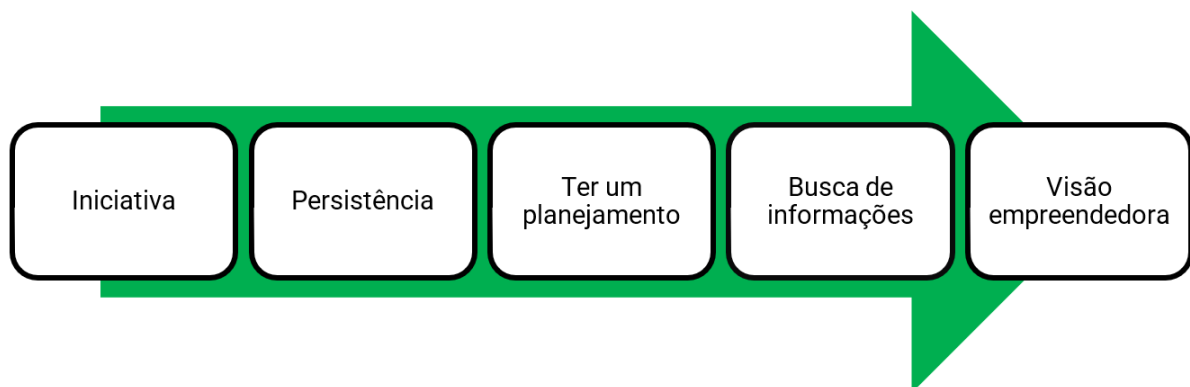 Iniciativa
Persistência
Ter um
planejamento
Busca de
informações
Visão
empreendedora